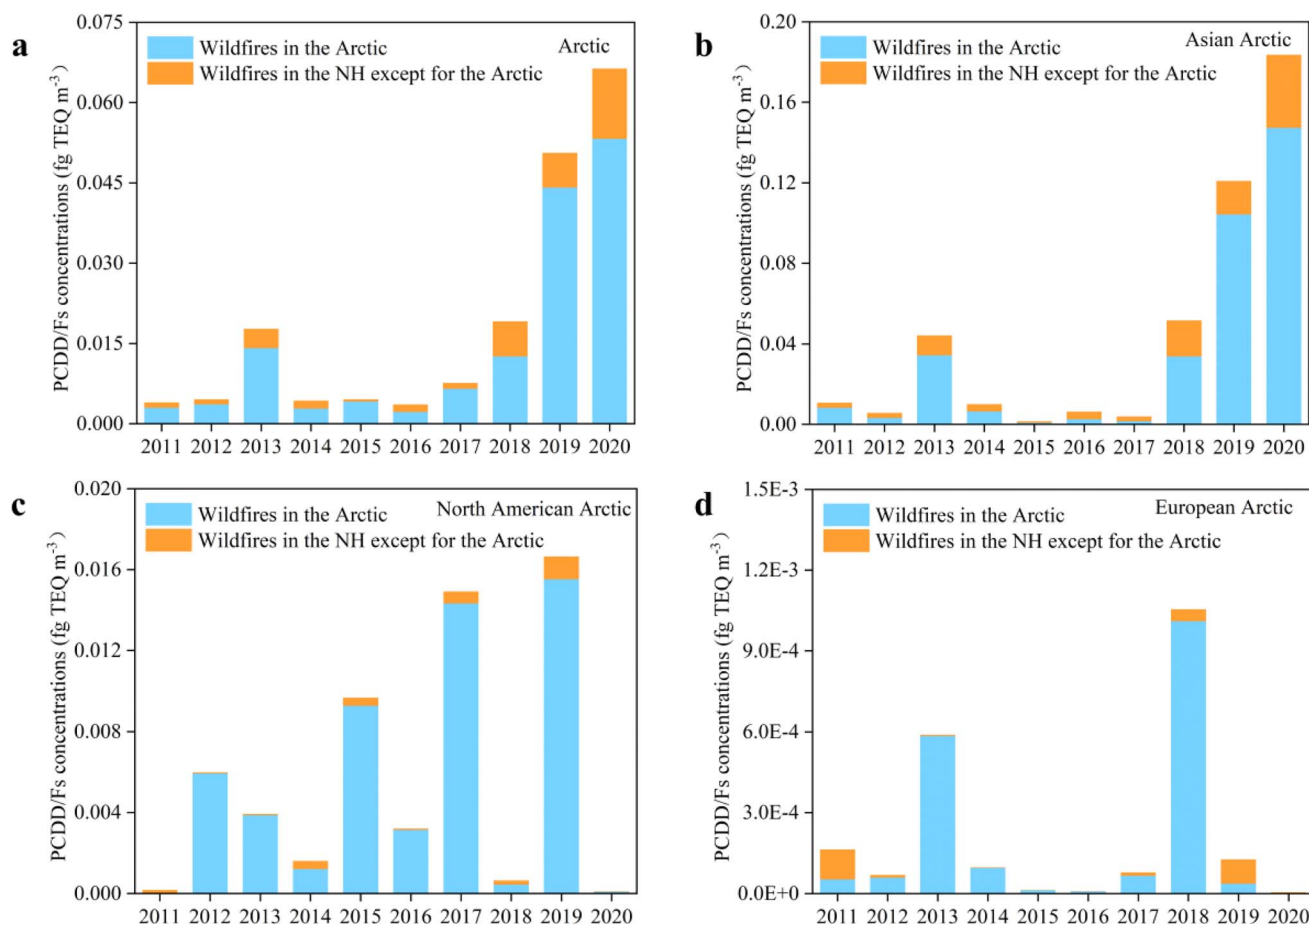 a
Arctic
Wildfires in the Arctic
Wildfires in the NH except for the Arctic
PCDD/Fs concentrations (fg TEQ m⁻³)
0.075
0.060
0.045
0.030
0.015
0.000
2011 2012 2013 2014 2015 2016 2017 2018 2019 2020
b
Asian Arctic
Wildfires in the Arctic
Wildfires in the NH except for the Arctic
PCDD/Fs concentrations (fg TEQ m⁻³)
0.20
0.16
0.12
0.08
0.04
0.00
2011 2012 2013 2014 2015 2016 2017 2018 2019 2020
c
North American Arctic
Wildfires in the Arctic
Wildfires in the NH except for the Arctic
PCDD/Fs concentrations (fg TEQ m⁻³)
0.020
0.016
0.012
0.008
0.004
0.000
2011 2012 2013 2014 2015 2016 2017 2018 2019 2020
d
European Arctic
Wildfires in the Arctic
Wildfires in the NH except for the Arctic
PCDD/Fs concentrations (fg TEQ m⁻³)
1.5E-3
1.2E-3
9.0E-4
6.0E-4
3.0E-4
0.0E+0
2011 2012 2013 2014 2015 2016 2017 2018 2019 2020